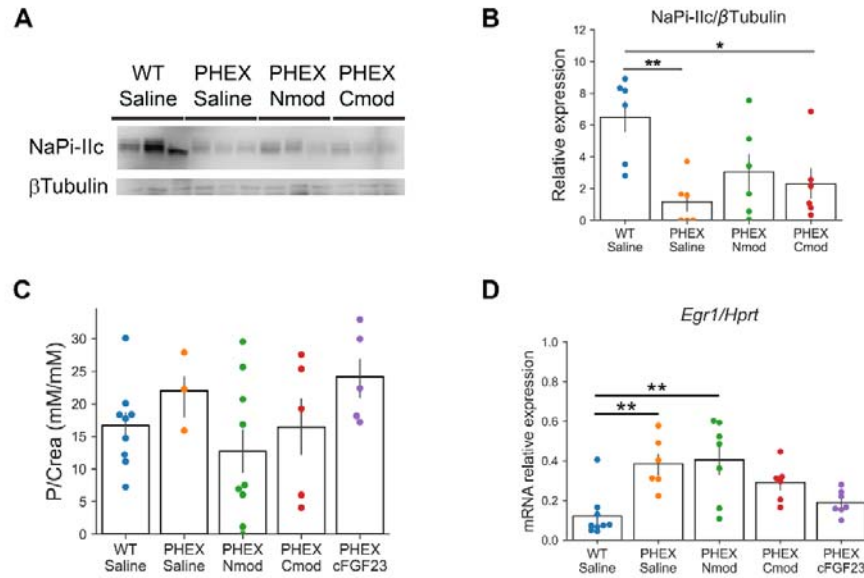 A
WT PHEX PHEX PHEX
Saline Saline Nmod Cmod
NaPi-IIc
βTubulin
B
NaPi-IIc/βTubulin
*
**
Relative expression
10
8
6
4
2
0
WT PHEX PHEX PHEX
Saline Saline Nmod Cmod
C
P/Crea (mM/mM)
30
25
20
15
10
5
0
WT PHEX PHEX PHEX PHEX
Saline Saline Nmod Cmod cFGF23
D
Egr1/Hprt
**
**
mRNA relative expression
1.0
0.8
0.6
0.4
0.2
0.0
WT PHEX PHEX PHEX PHEX
Saline Saline Nmod Cmod cFGF23